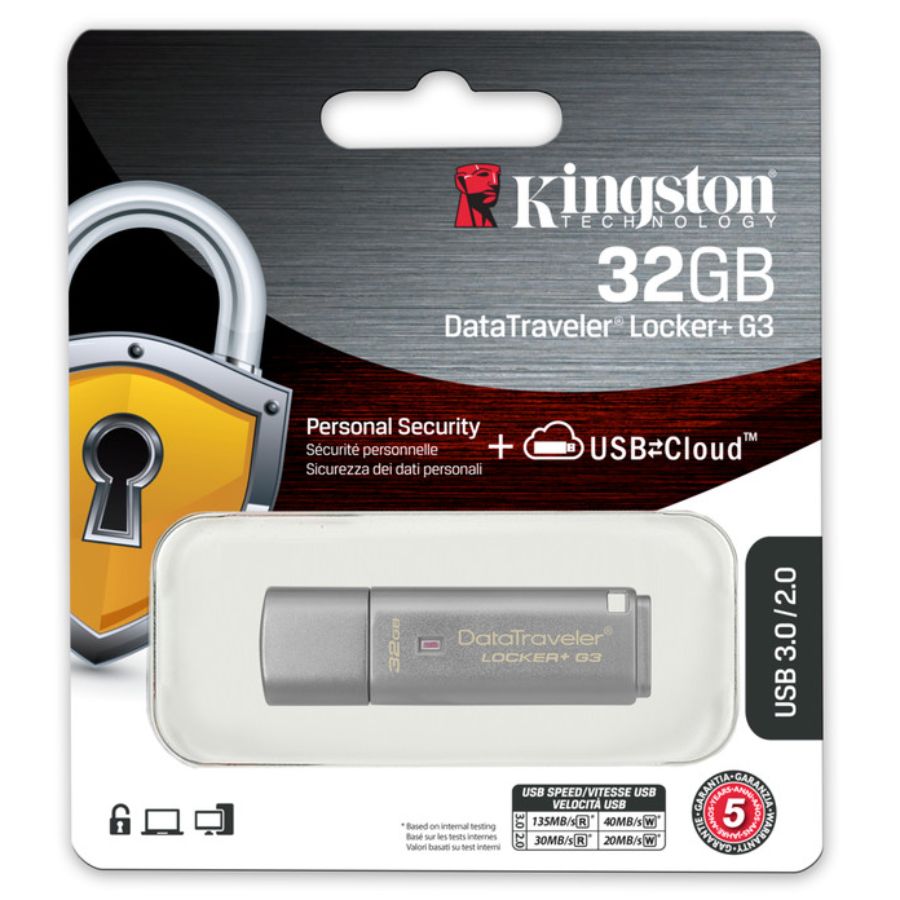 Kingston®
TECHNOLOGY
32GB
DataTraveler® Locker+ G3
Personal Security
Sécurité personnelle
Sicurezza dei dati personali
+
USB⇄Cloud™
USB 3.0 / 2.0
32GB
DataTraveler®
LOCKER+ G3
* Based on internal testing
Basé sur les tests internes
Valori basati su test interni
USB SPEED/VITESSE USB
VELOCITÀ USB
3.0 135MB/s[R]* 40MB/s[W]*
2.0 30MB/s[R]* 20MB/s[W]*
GARANTIA•GARANZIA•WARRANTY•GARANTIE•
5